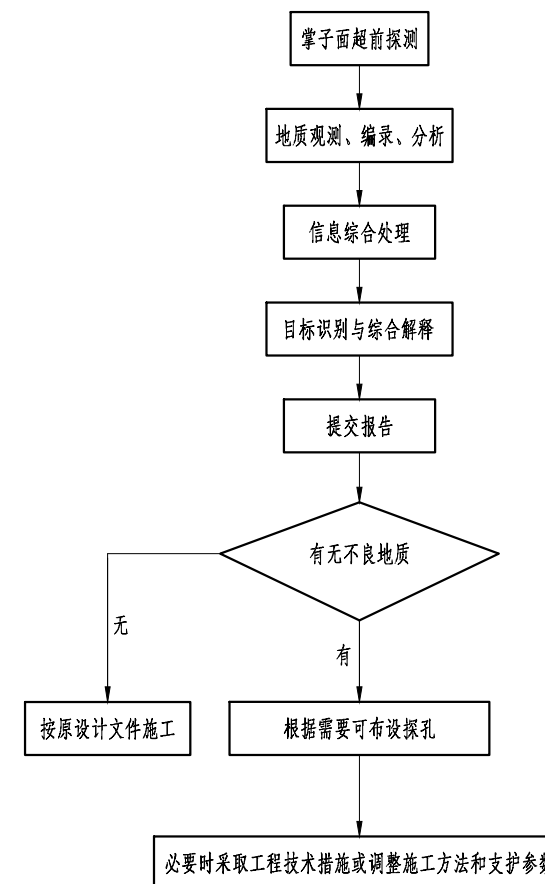 掌子面超前探测
地质观测、编录、分析
信息综合处理
目标识别与综合解释
提交报告
有无不良地质
无
有
按原设计文件施工
根据需要可布设探孔
必要时采取工程技术措施或调整施工方法和支护参数